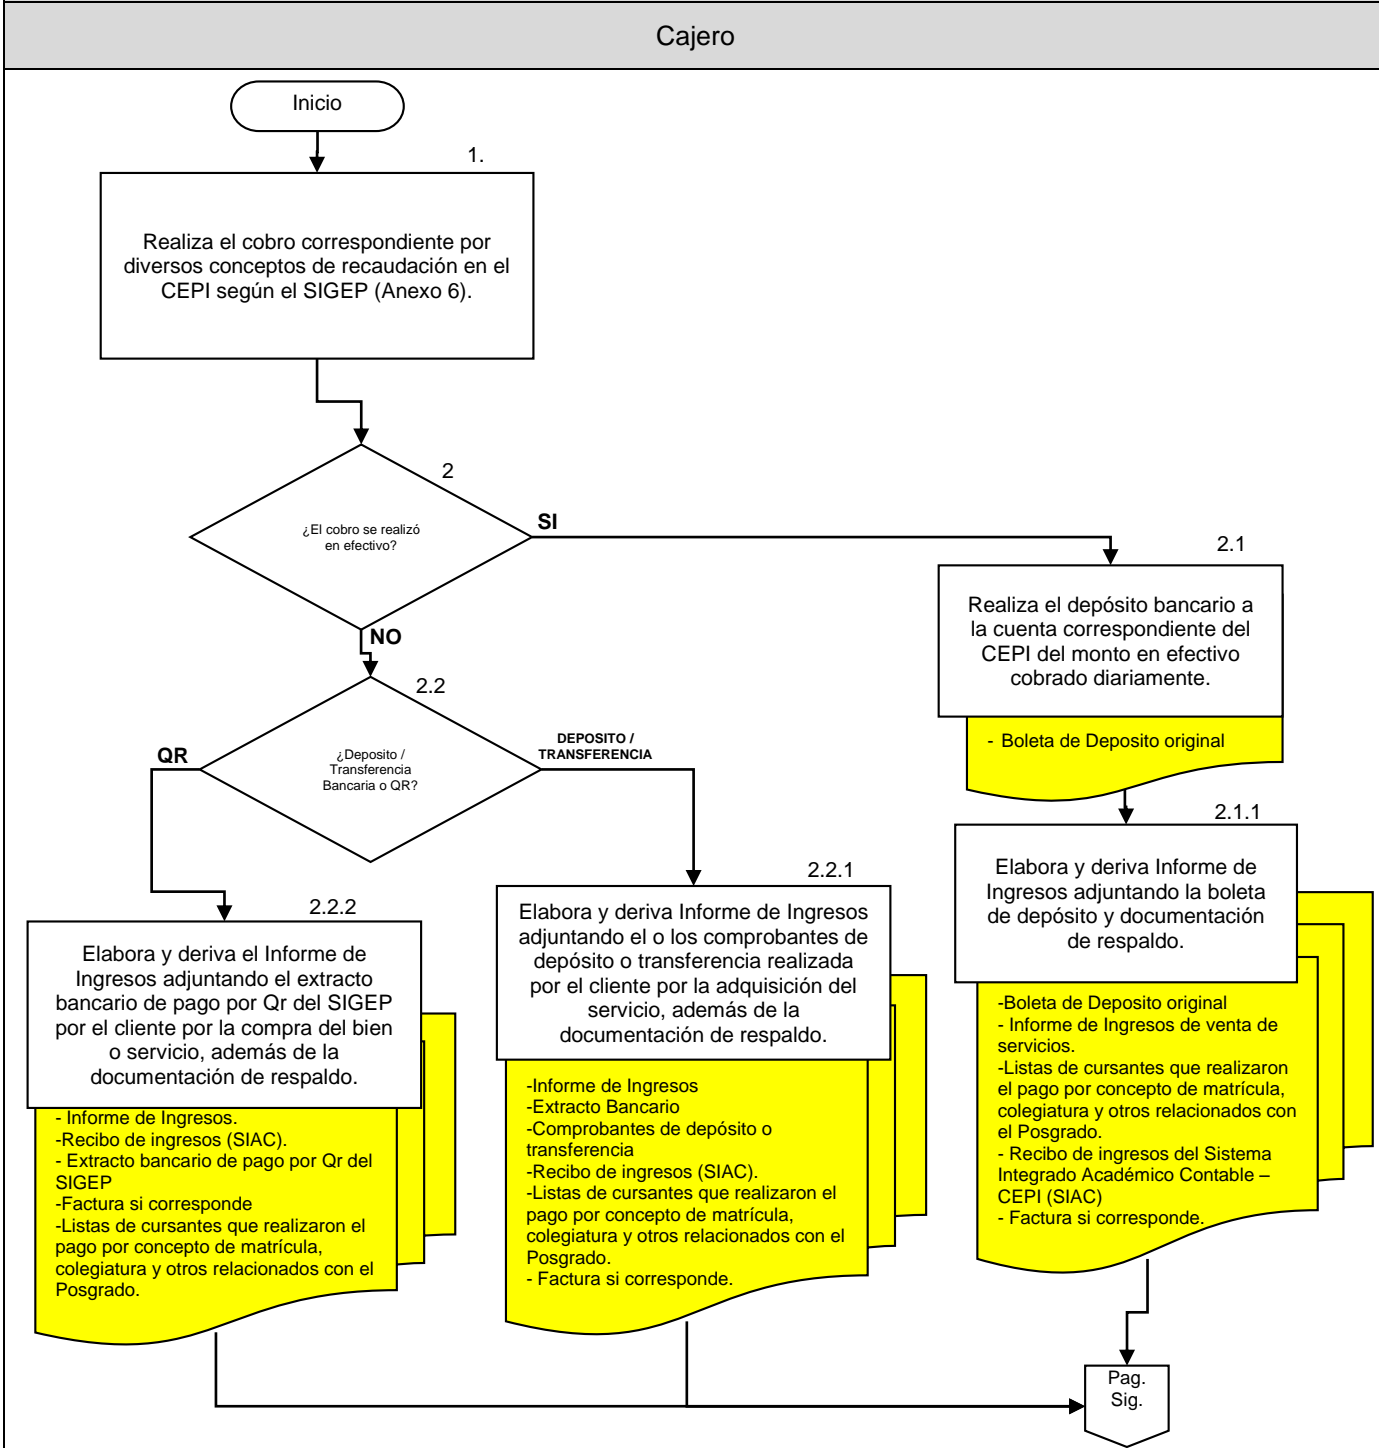 Cajero
Inicio
1.
Realiza el cobro correspondiente por
diversos conceptos de recaudación en el
CEPI según el SIGEP (Anexo 6).
2
¿El cobro se realizó
en efectivo?
SI
NO
2.1
Realiza el depósito bancario a
la cuenta correspondiente del
CEPI del monto en efectivo
cobrado diariamente.
- Boleta de Deposito original
2.2
¿Deposito /
Transferencia
Bancaria o QR?
QR
DEPOSITO /
TRANSFERENCIA
2.1.1
Elabora y deriva Informe de
Ingresos adjuntando la boleta
de depósito y documentación
de respaldo.
-Boleta de Deposito original
- Informe de Ingresos de venta de
servicios.
-Listas de cursantes que realizaron
el pago por concepto de matrícula,
colegiatura y otros relacionados con
el Posgrado.
- Recibo de ingresos del Sistema
Integrado Académico Contable –
CEPI (SIAC)
- Factura si corresponde.
2.2.1
Elabora y deriva Informe de Ingresos
adjuntando el o los comprobantes de
depósito o transferencia realizada
por el cliente por la adquisición del
servicio, además de la
documentación de respaldo.
-Informe de Ingresos
-Extracto Bancario
-Comprobantes de depósito o
transferencia
-Recibo de ingresos (SIAC).
-Listas de cursantes que realizaron el
pago por concepto de matrícula,
colegiatura y otros relacionados con el
Posgrado.
- Factura si corresponde.
2.2.2
Elabora y deriva el Informe de
Ingresos adjuntando el extracto
bancario de pago por Qr del SIGEP
por el cliente por la compra del bien
o servicio, además de la
documentación de respaldo.
- Informe de Ingresos.
-Recibo de ingresos (SIAC).
- Extracto bancario de pago por Qr del
SIGEP
-Factura si corresponde
-Listas de cursantes que realizaron el
pago por concepto de matrícula,
colegiatura y otros relacionados con el
Posgrado.
Pag.
Sig.